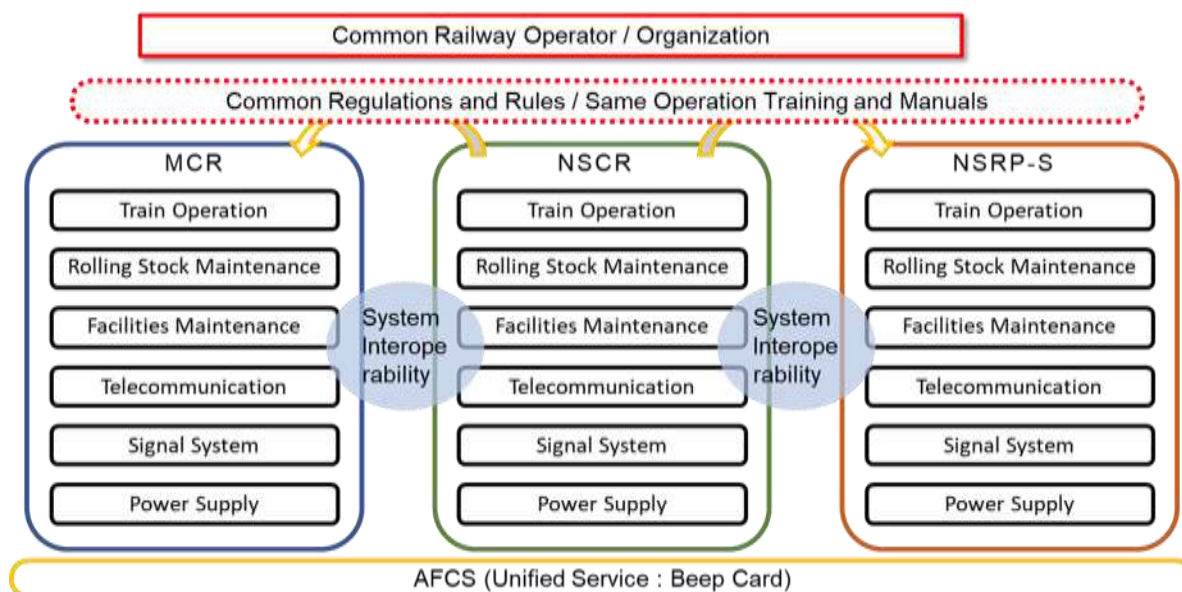 Common Railway Operator / Organization
Common Regulations and Rules / Same Operation Training and Manuals
MCR
Train Operation
Rolling Stock Maintenance
Facilities Maintenance
Telecommunication
Signal System
Power Supply
System
Interope
rability
NSCR
Train Operation
Rolling Stock Maintenance
Facilities Maintenance
Telecommunication
Signal System
Power Supply
System
Interope
rability
NSRP-S
Train Operation
Rolling Stock Maintenance
Facilities Maintenance
Telecommunication
Signal System
Power Supply
AFCS (Unified Service : Beep Card)